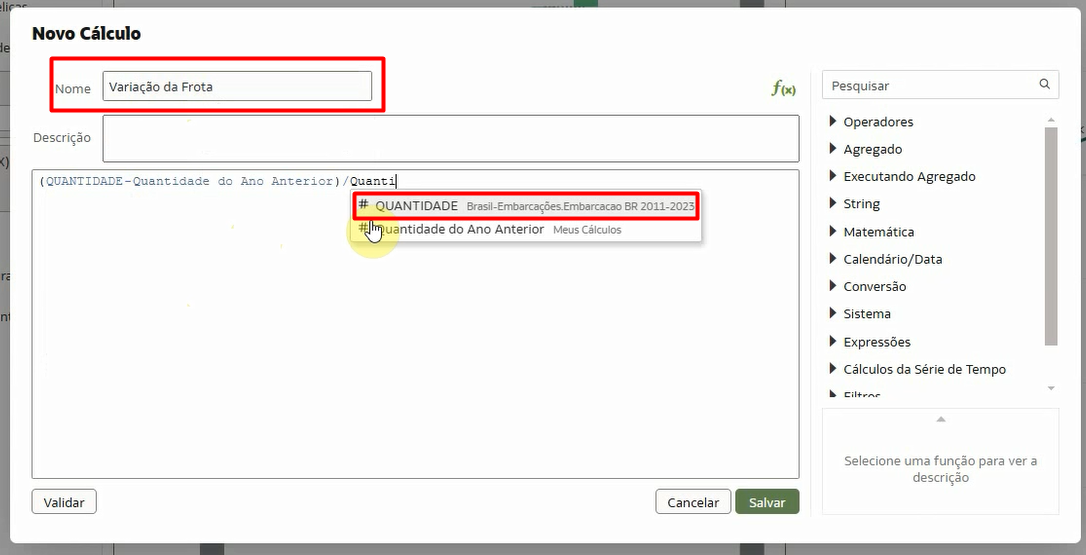 Novo Cálculo
Nome
Variação da Frota
f(x)
Descrição
(QUANTIDADE-Quantidade do Ano Anterior)/Quanti
# QUANTIDADE Brasil-Embarcações.Embarcacao BR 2011-2023
# Quantidade do Ano Anterior Meus Cálculos
Pesquisar
Operadores
Agregado
Executando Agregado
String
Matemática
Calendário/Data
Conversão
Sistema
Expressões
Cálculos da Série de Tempo
Filtros
Selecione uma função para ver a
descrição
Validar
Cancelar
Salvar